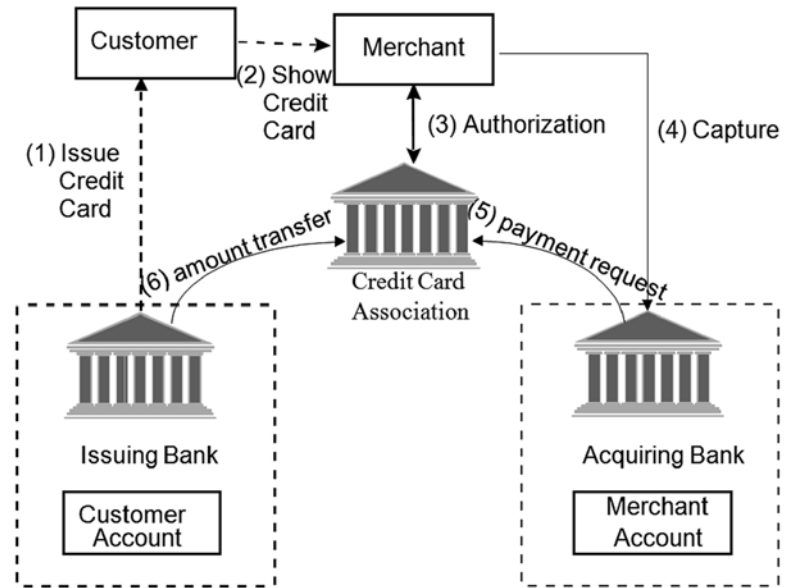 Customer
Merchant
(2) Show
Credit
Card
(3) Authorization
(4) Capture
(1) Issue
Credit
Card
(5) payment request
(6) amount transfer
Credit Card
Association
Issuing Bank
Acquiring Bank
Customer
Account
Merchant
Account